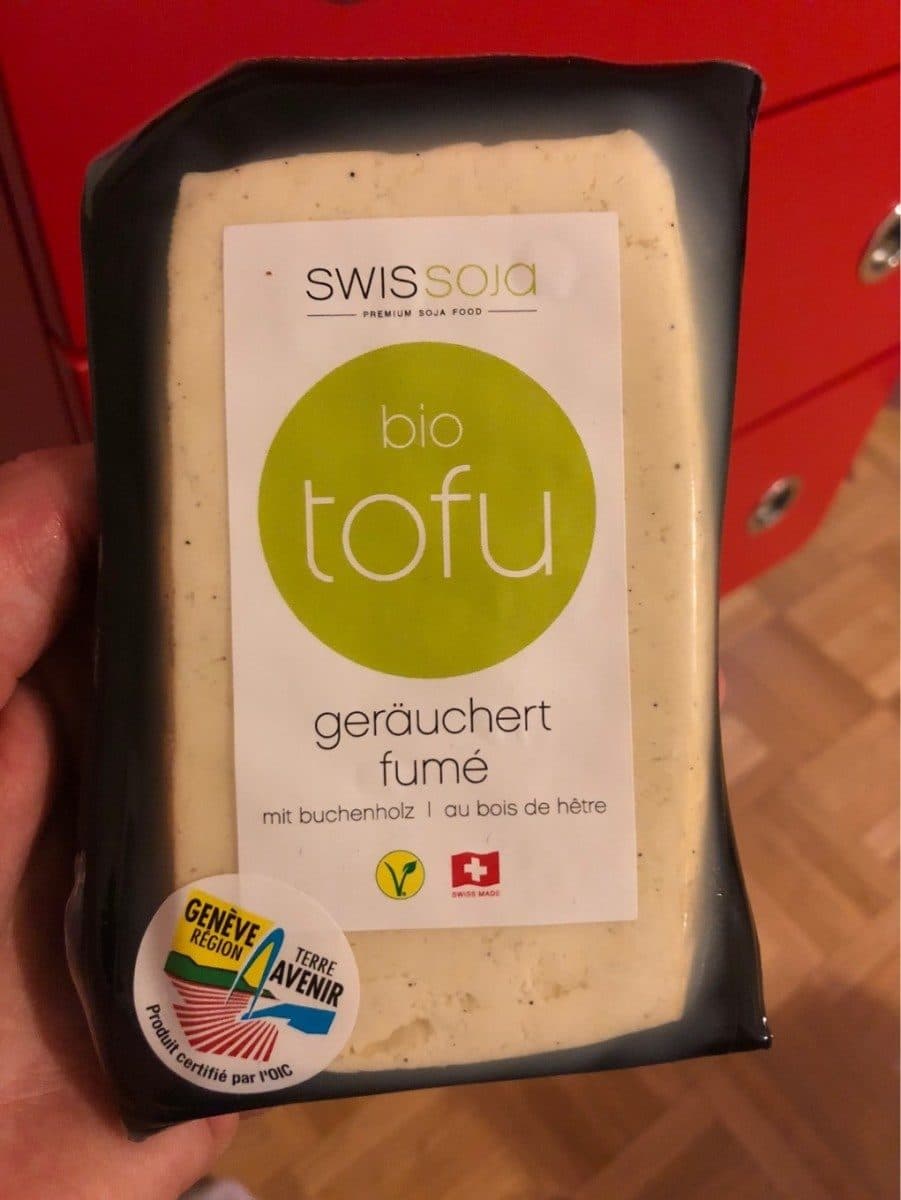 SWISSOJA
PREMIUM SOJA FOOD
bio
tofu
geräuchert
fumé
mit buchenholz | au bois de hêtre
SWISS MADE
GENÈVE
RÉGION
TERRE
AVENIR
Produit certifié par l'OIC